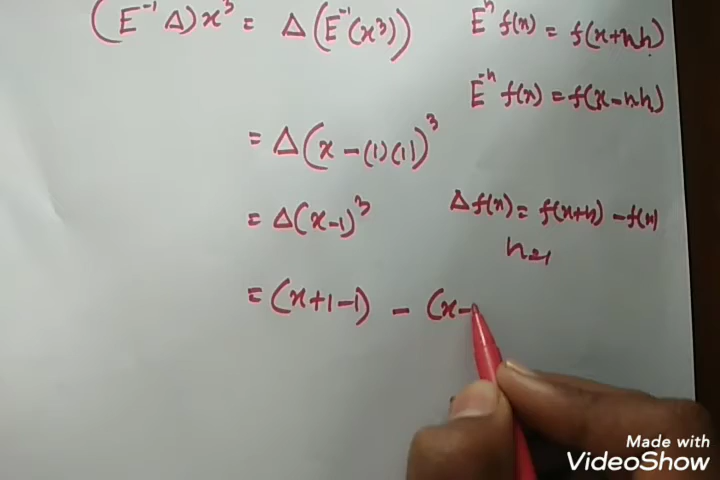 (E⁻¹ Δ) x³ = Δ(E⁻¹(x³))
Eⁿ f(x) = f(x+nh)
E⁻ⁿ f(x) = f(x-nh)
= Δ(x-(1)(1))³
= Δ(x-1)³
Δ f(x) = f(x+h) - f(x)
h=1
= (x+1-1) - (x-
Made with
VideoShow